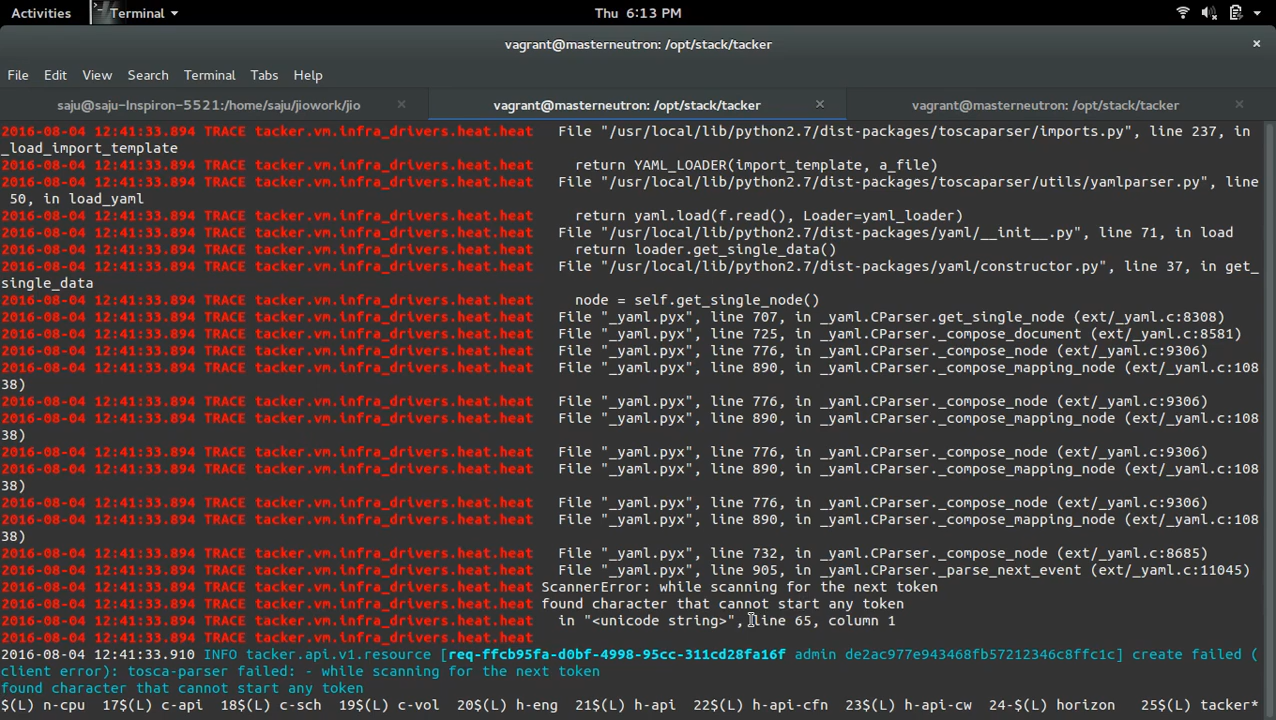 Activities Terminal Thu 6:13 PM
vagrant@masterneutron: /opt/stack/tacker
File Edit View Search Terminal Tabs Help
saju@saju-Inspiron-5521:/home/saju/jiowork/jio vagrant@masterneutron: /opt/stack/tacker vagrant@masterneutron: /opt/stack/tacker
2016-08-04 12:41:33.894 TRACE tacker.vm.infra_drivers.heat.heat   File "/usr/local/lib/python2.7/dist-packages/toscaparser/imports.py", line 237, in
_load_import_template
2016-08-04 12:41:33.894 TRACE tacker.vm.infra_drivers.heat.heat     return YAML_LOADER(import_template, a_file)
2016-08-04 12:41:33.894 TRACE tacker.vm.infra_drivers.heat.heat   File "/usr/local/lib/python2.7/dist-packages/toscaparser/utils/yamlparser.py", line
 50, in load_yaml
2016-08-04 12:41:33.894 TRACE tacker.vm.infra_drivers.heat.heat     return yaml.load(f.read(), Loader=yaml_loader)
2016-08-04 12:41:33.894 TRACE tacker.vm.infra_drivers.heat.heat   File "/usr/local/lib/python2.7/dist-packages/yaml/__init__.py", line 71, in load
2016-08-04 12:41:33.894 TRACE tacker.vm.infra_drivers.heat.heat     return loader.get_single_data()
2016-08-04 12:41:33.894 TRACE tacker.vm.infra_drivers.heat.heat   File "/usr/local/lib/python2.7/dist-packages/yaml/constructor.py", line 37, in get_
single_data
2016-08-04 12:41:33.894 TRACE tacker.vm.infra_drivers.heat.heat     node = self.get_single_node()
2016-08-04 12:41:33.894 TRACE tacker.vm.infra_drivers.heat.heat   File "_yaml.pyx", line 707, in _yaml.CParser.get_single_node (ext/_yaml.c:8308)
2016-08-04 12:41:33.894 TRACE tacker.vm.infra_drivers.heat.heat   File "_yaml.pyx", line 725, in _yaml.CParser._compose_document (ext/_yaml.c:8581)
2016-08-04 12:41:33.894 TRACE tacker.vm.infra_drivers.heat.heat   File "_yaml.pyx", line 776, in _yaml.CParser._compose_node (ext/_yaml.c:9306)
2016-08-04 12:41:33.894 TRACE tacker.vm.infra_drivers.heat.heat   File "_yaml.pyx", line 890, in _yaml.CParser._compose_mapping_node (ext/_yaml.c:108
38)
2016-08-04 12:41:33.894 TRACE tacker.vm.infra_drivers.heat.heat   File "_yaml.pyx", line 776, in _yaml.CParser._compose_node (ext/_yaml.c:9306)
2016-08-04 12:41:33.894 TRACE tacker.vm.infra_drivers.heat.heat   File "_yaml.pyx", line 890, in _yaml.CParser._compose_mapping_node (ext/_yaml.c:108
38)
2016-08-04 12:41:33.894 TRACE tacker.vm.infra_drivers.heat.heat   File "_yaml.pyx", line 776, in _yaml.CParser._compose_node (ext/_yaml.c:9306)
2016-08-04 12:41:33.894 TRACE tacker.vm.infra_drivers.heat.heat   File "_yaml.pyx", line 890, in _yaml.CParser._compose_mapping_node (ext/_yaml.c:108
38)
2016-08-04 12:41:33.894 TRACE tacker.vm.infra_drivers.heat.heat   File "_yaml.pyx", line 776, in _yaml.CParser._compose_node (ext/_yaml.c:9306)
2016-08-04 12:41:33.894 TRACE tacker.vm.infra_drivers.heat.heat   File "_yaml.pyx", line 890, in _yaml.CParser._compose_mapping_node (ext/_yaml.c:108
38)
2016-08-04 12:41:33.894 TRACE tacker.vm.infra_drivers.heat.heat   File "_yaml.pyx", line 732, in _yaml.CParser._compose_node (ext/_yaml.c:8685)
2016-08-04 12:41:33.894 TRACE tacker.vm.infra_drivers.heat.heat   File "_yaml.pyx", line 905, in _yaml.CParser._parse_next_event (ext/_yaml.c:11045)
2016-08-04 12:41:33.894 TRACE tacker.vm.infra_drivers.heat.heat ScannerError: while scanning for the next token
2016-08-04 12:41:33.894 TRACE tacker.vm.infra_drivers.heat.heat found character that cannot start any token
2016-08-04 12:41:33.894 TRACE tacker.vm.infra_drivers.heat.heat   in "<unicode string>", line 65, column 1
2016-08-04 12:41:33.894 TRACE tacker.vm.infra_drivers.heat.heat
2016-08-04 12:41:33.910 INFO tacker.api.v1.resource [req-ffcb95fa-d0bf-4998-95cc-311cd28fa16f admin de2ac977e943468fb57212346c8ffc1c] create failed (
client error): tosca-parser failed: - while scanning for the next token
found character that cannot start any token
$(L) n-cpu  17$(L) c-api  18$(L) c-sch  19$(L) c-vol  20$(L) h-eng  21$(L) h-api  22$(L) h-api-cfn  23$(L) h-api-cw  24-$(L) horizon  25$(L) tacker*